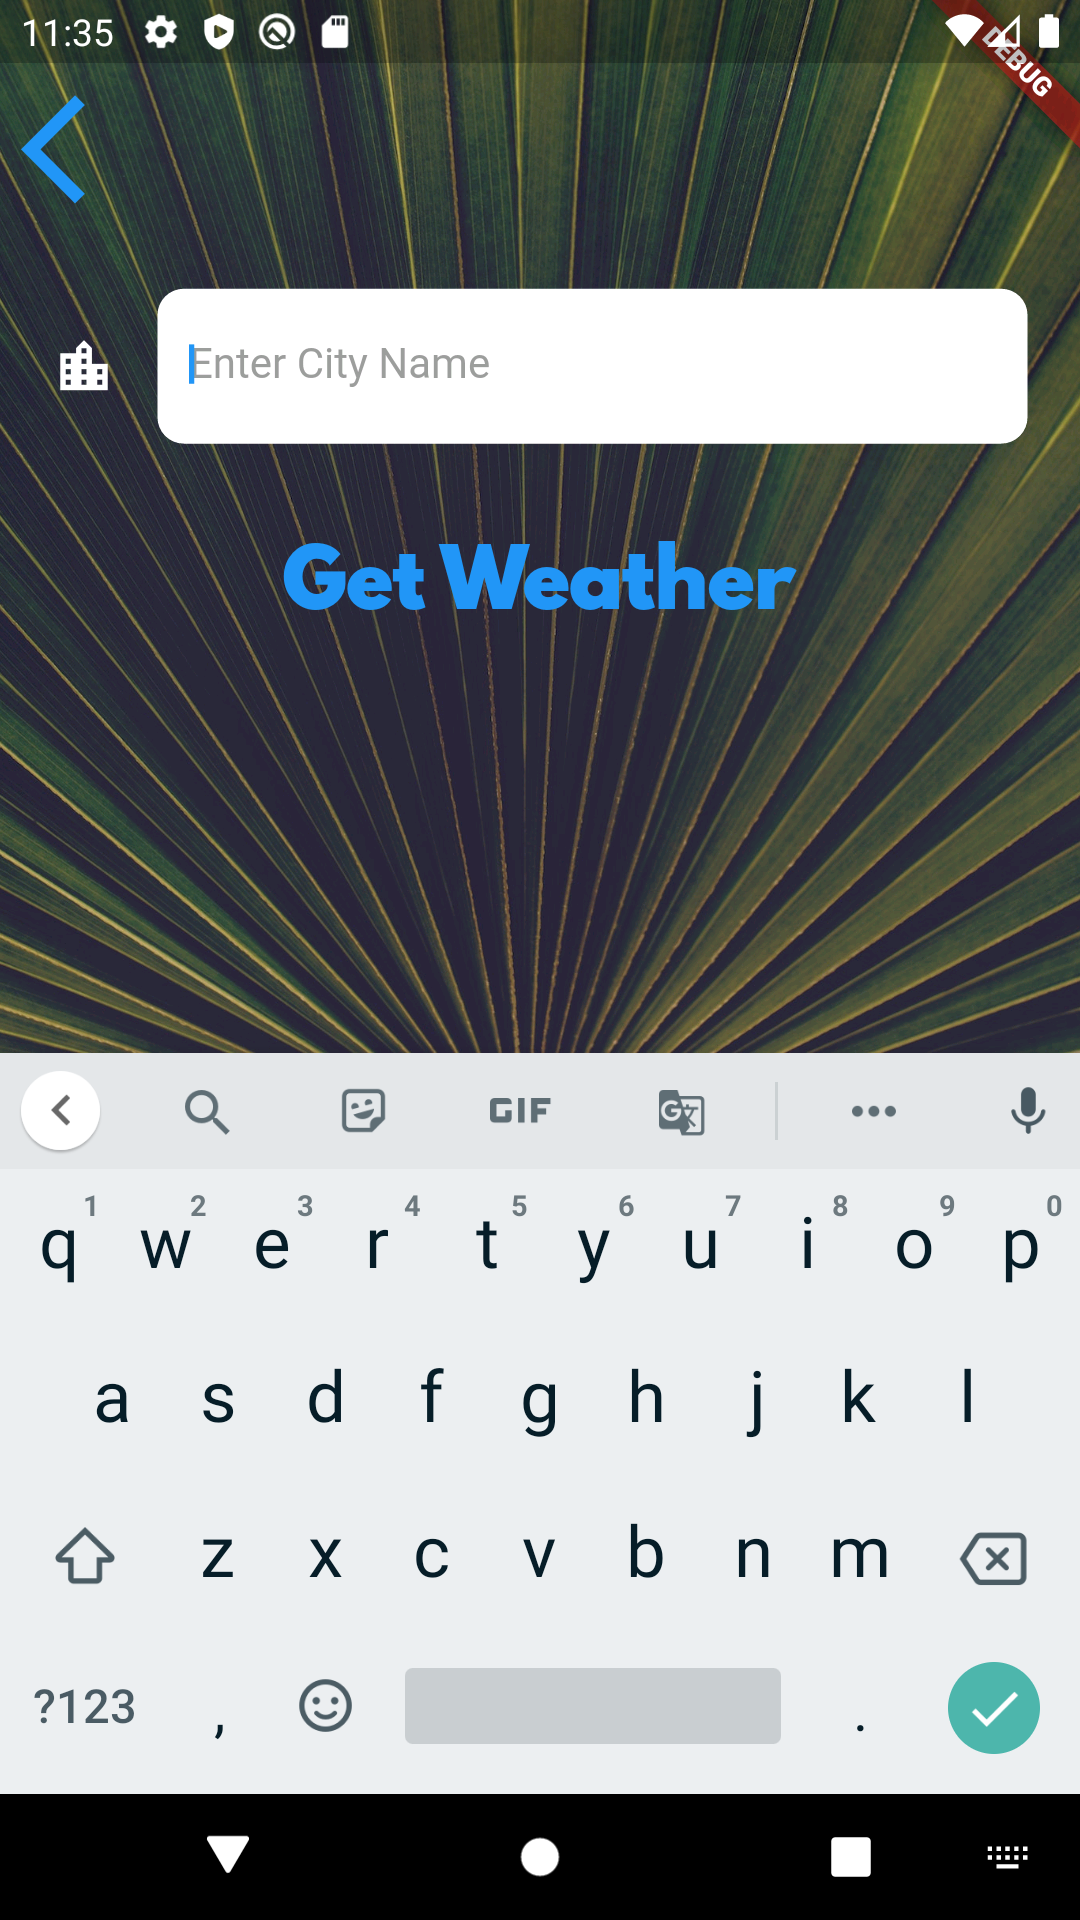 11:35
DEBUG
Enter City Name
Get Weather
GIF
G
1 2 3 4 5 6 7 8 9 0
q w e r t y u i o p
a s d f g h j k l
z x c v b n m
?123 , .